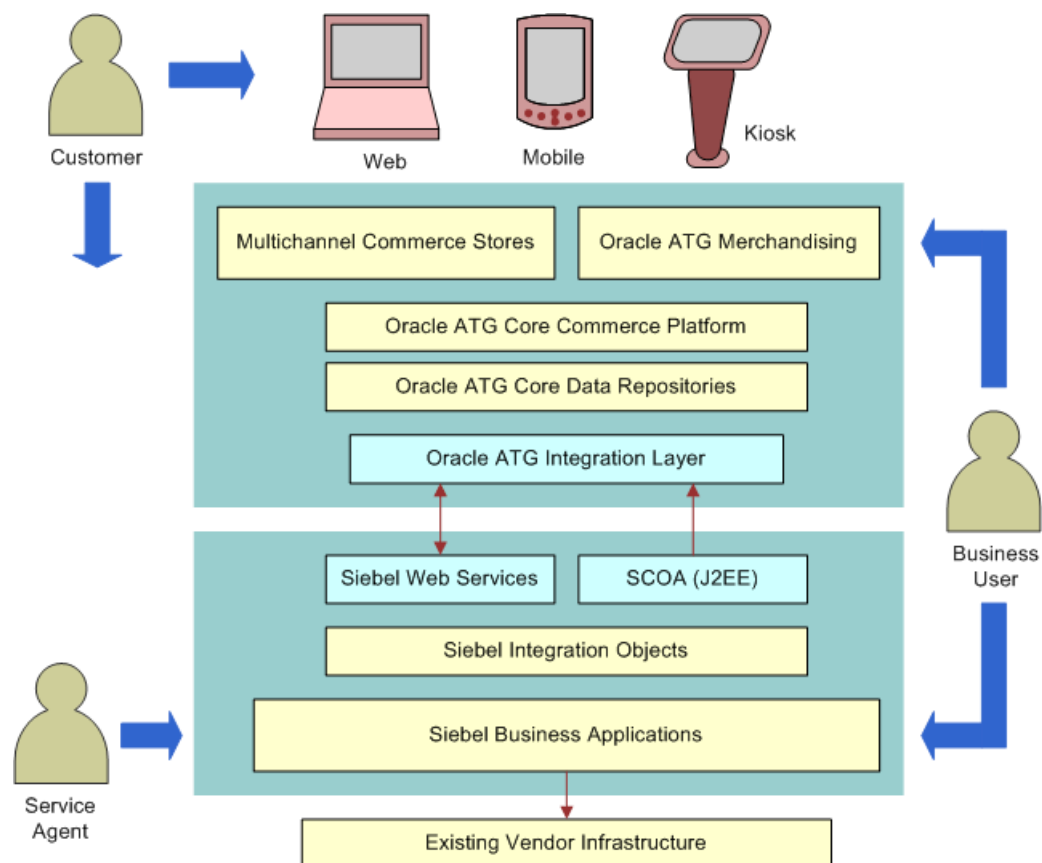 Customer
Web
Mobile
Kiosk
Multichannel Commerce Stores
Oracle ATG Merchandising
Oracle ATG Core Commerce Platform
Oracle ATG Core Data Repositories
Oracle ATG Integration Layer
Business
User
Siebel Web Services
SCOA (J2EE)
Siebel Integration Objects
Siebel Business Applications
Service
Agent
Existing Vendor Infrastructure